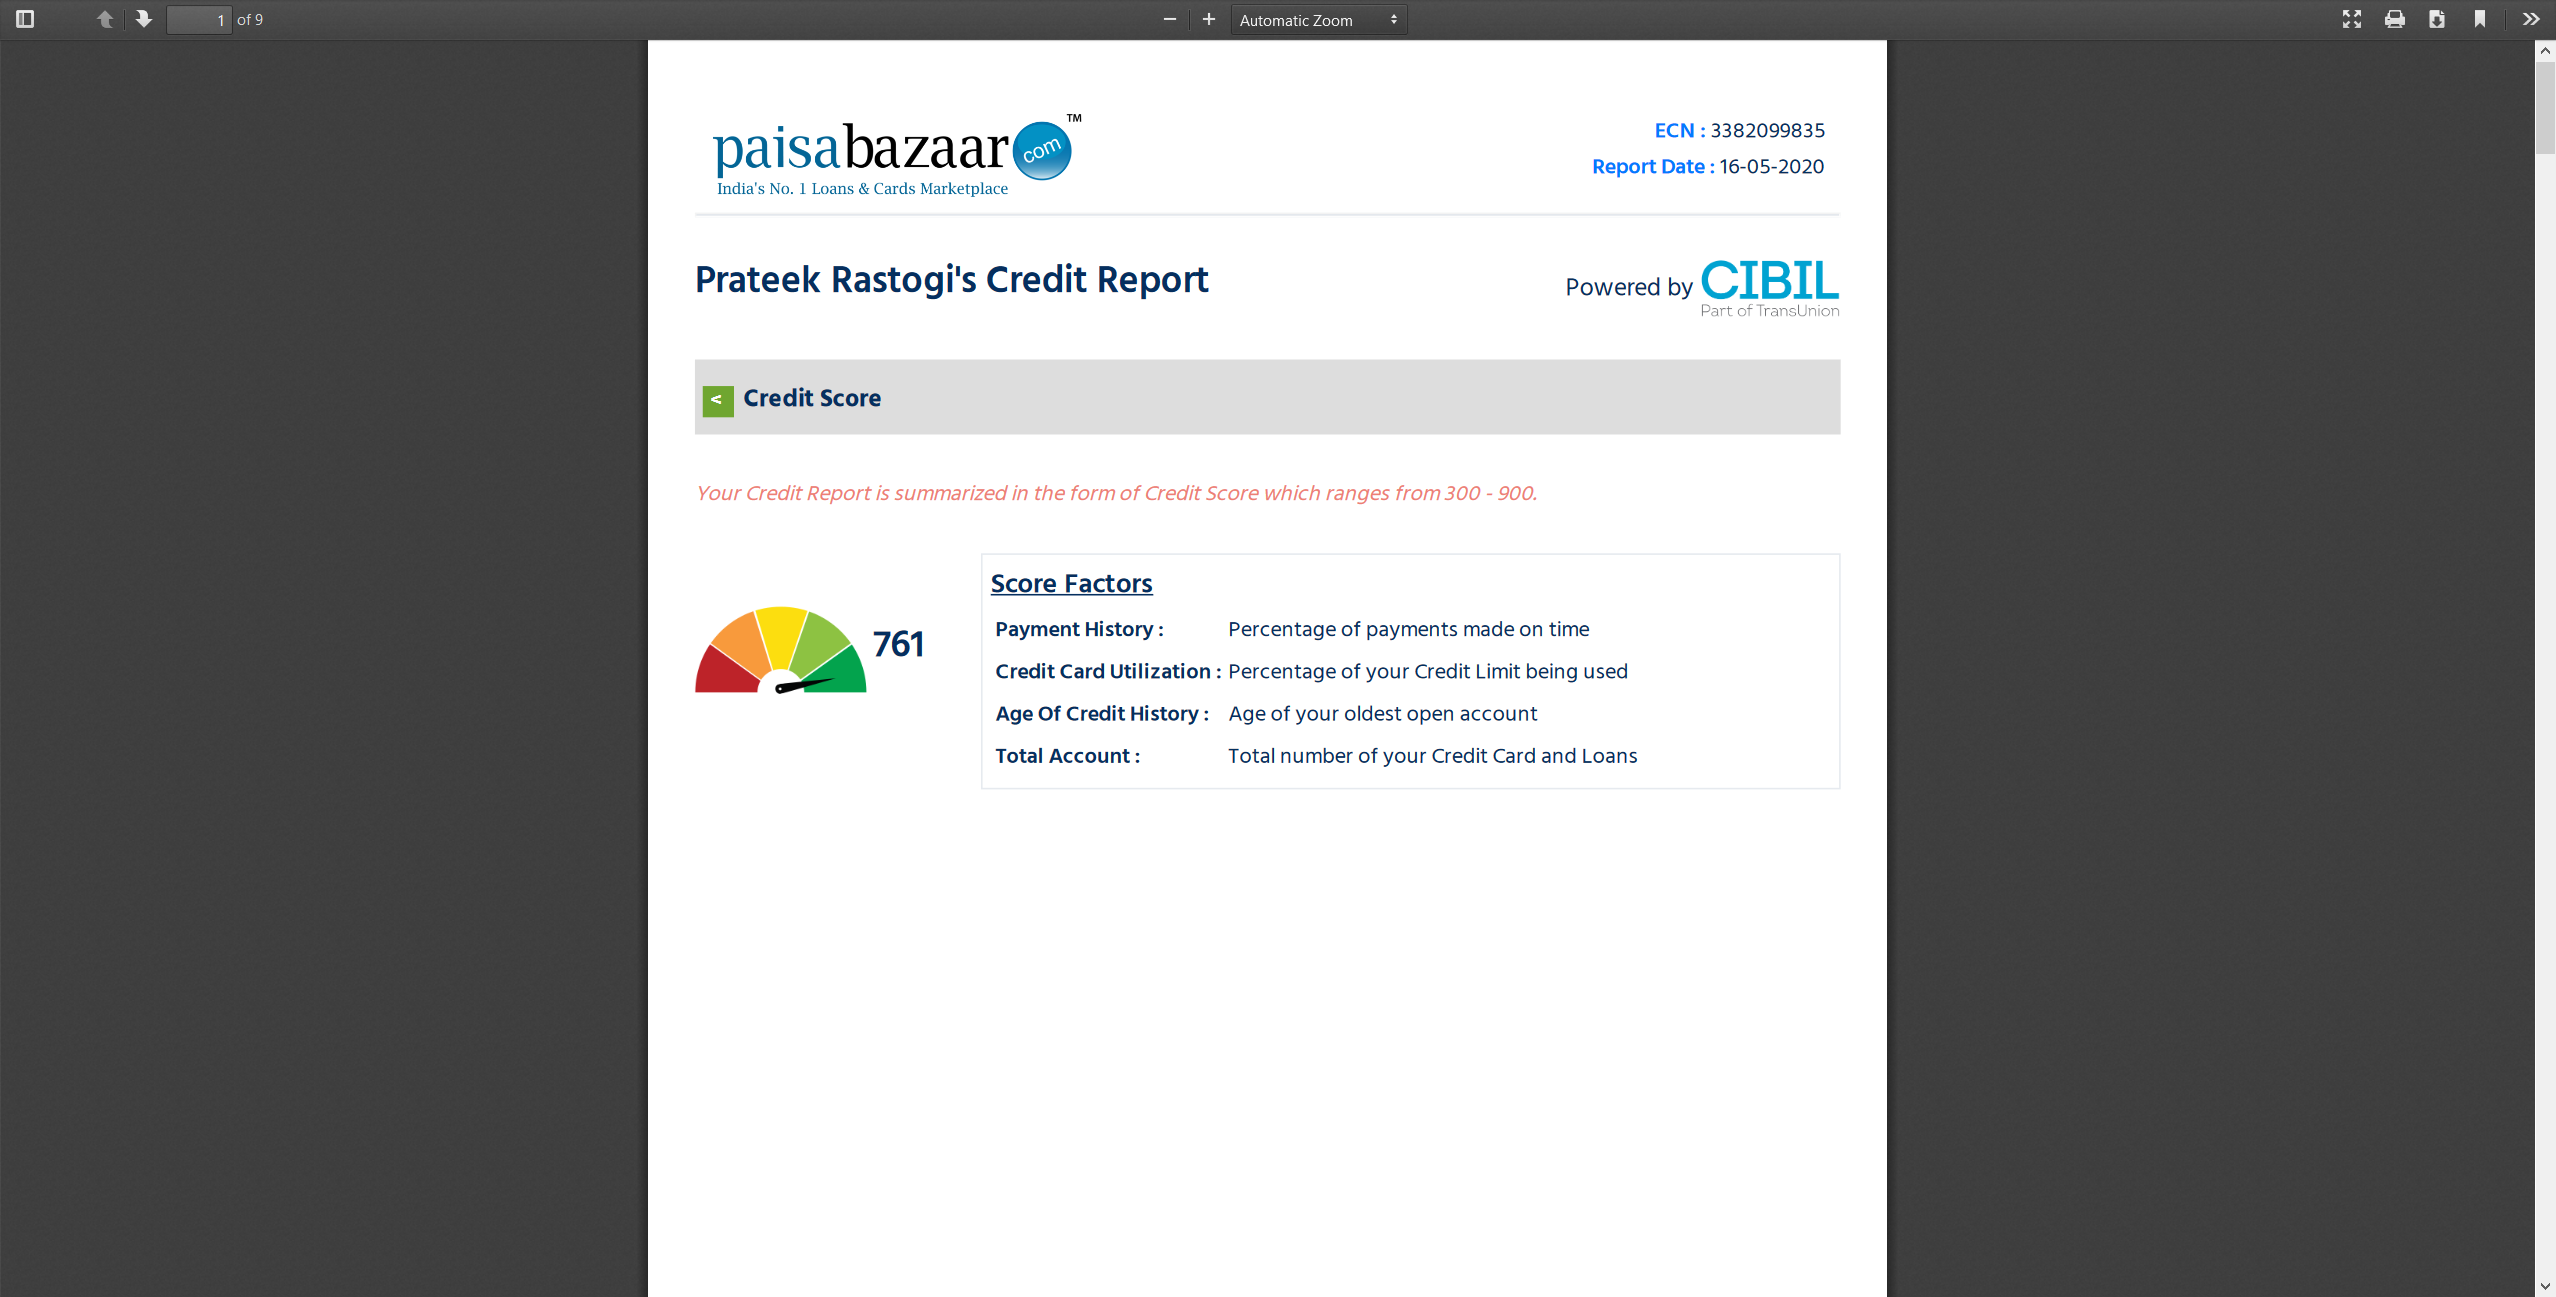 1 of 9
Automatic Zoom
paisabazaar com TM
India's No. 1 Loans & Cards Marketplace
ECN : 3382099835
Report Date : 16-05-2020
Prateek Rastogi's Credit Report
Powered by CIBIL
Part of TransUnion
< Credit Score
Your Credit Report is summarized in the form of Credit Score which ranges from 300 - 900.
761
Score Factors
Payment History : Percentage of payments made on time
Credit Card Utilization : Percentage of your Credit Limit being used
Age Of Credit History : Age of your oldest open account
Total Account : Total number of your Credit Card and Loans